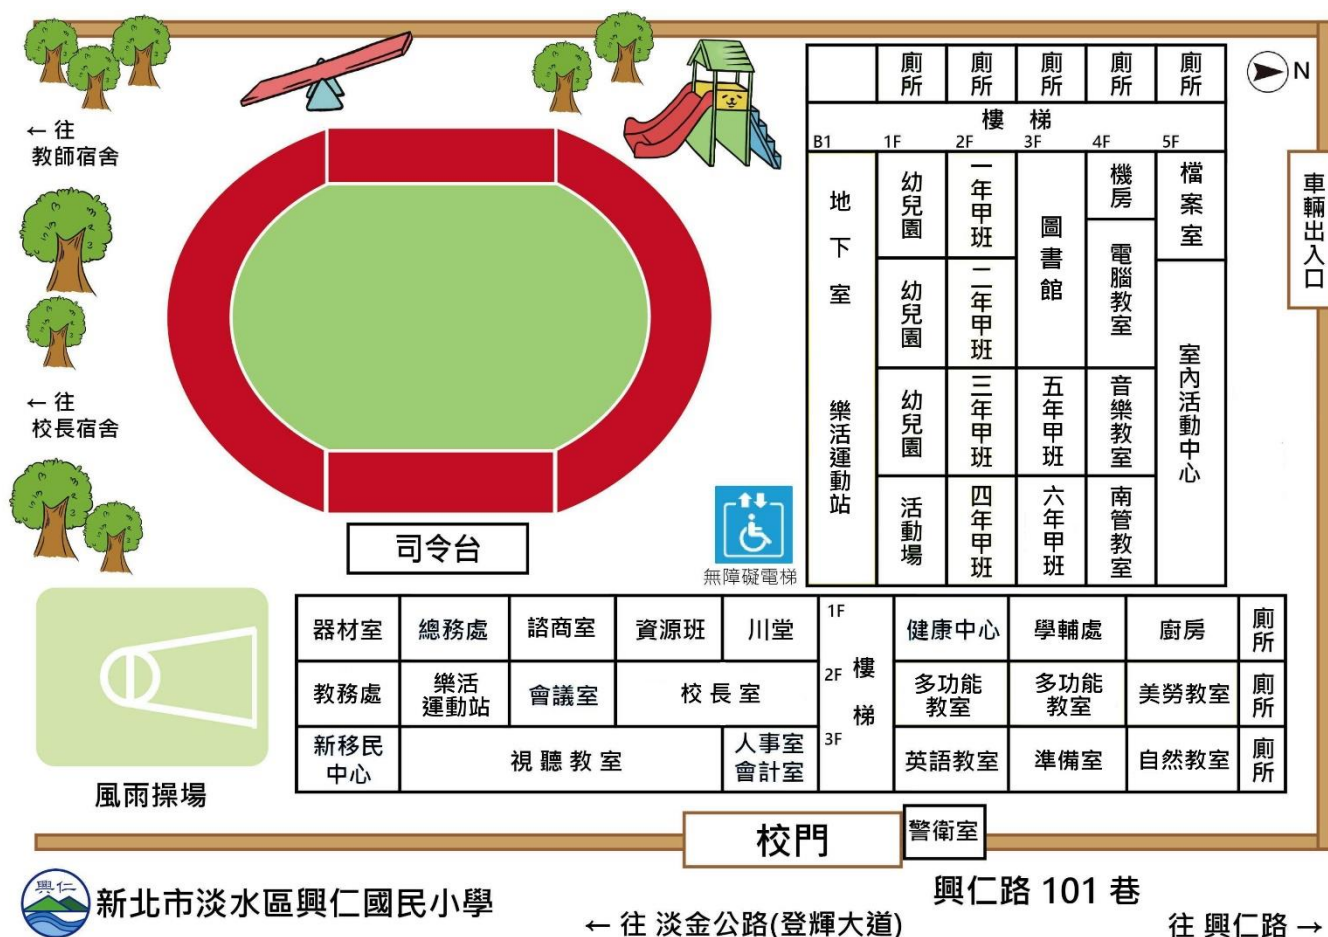 廁所 廁所 廁所 廁所 廁所
N
樓梯
B1 1F 2F 3F 4F 5F
← 往
教師宿舍
← 往
校長宿舍
地下室 樂活運動站
幼兒園
幼兒園
幼兒園
活動場
一年甲班
二年甲班
三年甲班
四年甲班
圖書館
五年甲班
六年甲班
機房
電腦教室
音樂教室
南管教室
檔案室
室內活動中心
車輛出入口
司令台
無障礙電梯
風雨操場
器材室 總務處 諮商室 資源班 川堂 1F 健康中心 學輔處 廚房 廁所
教務處 樂活運動站 會議室 校長室 2F 樓梯 多功能教室 多功能教室 美勞教室 廁所
新移民中心 視聽教室 人事室會計室 3F 英語教室 準備室 自然教室 廁所
校門
警衛室
興仁
新北市淡水區興仁國民小學
興仁路 101 巷
← 往 淡金公路(登輝大道)
往 興仁路 →